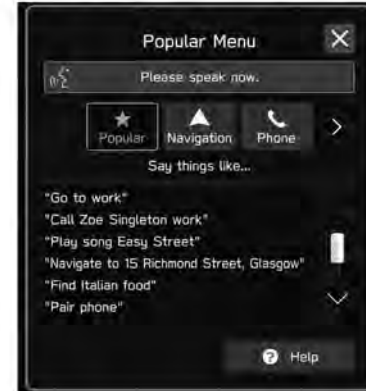 Popular Menu
Please speak now.
Popular Navigation Phone
Say things like...
"Go to work"
"Call Zoe Singleton work"
"Play song Easy Street"
"Navigate to 15 Richmond Street, Glasgow"
"Find Italian food"
"Pair phone"
? Help